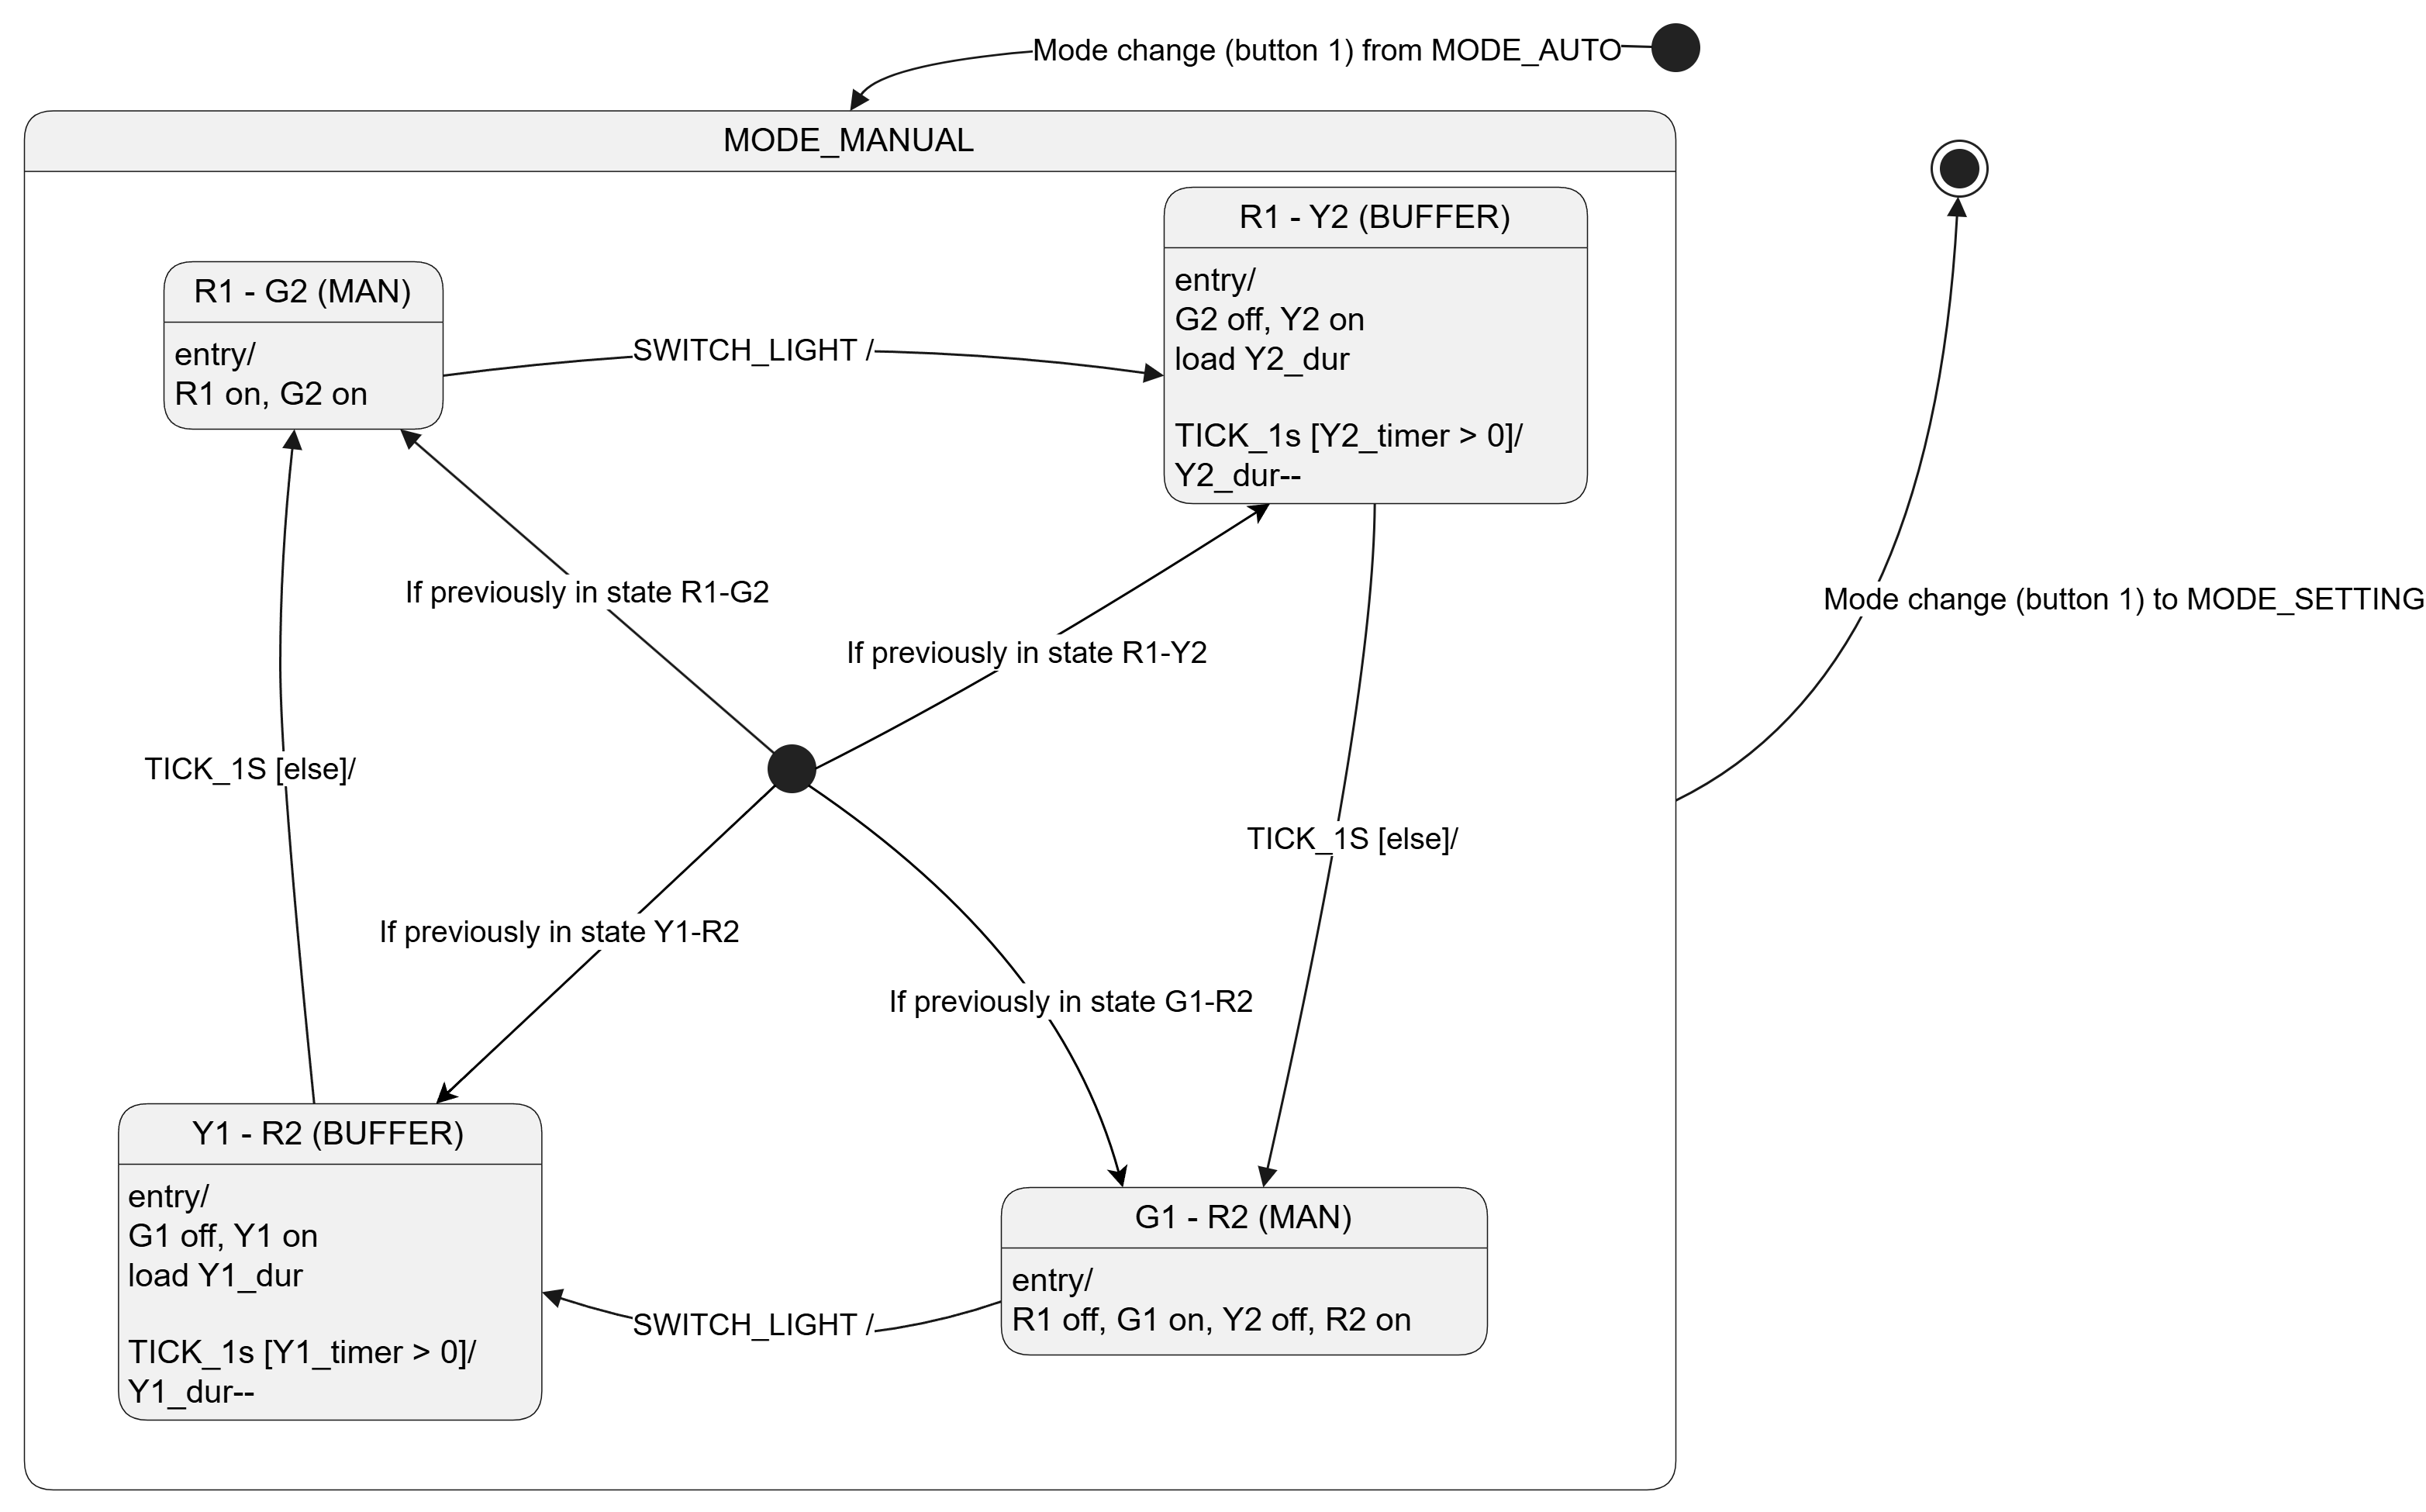 Mode change (button 1) from MODE_AUTO
MODE_MANUAL
R1 - Y2 (BUFFER)
entry/
G2 off, Y2 on
load Y2_dur
TICK_1s [Y2_timer > 0]/
Y2_dur--
R1 - G2 (MAN)
entry/
R1 on, G2 on
SWITCH_LIGHT /
If previously in state R1-G2
If previously in state R1-Y2
Mode change (button 1) to MODE_SETTING
TICK_1S [else]/
TICK_1S [else]/
If previously in state Y1-R2
If previously in state G1-R2
Y1 - R2 (BUFFER)
entry/
G1 off, Y1 on
load Y1_dur
TICK_1s [Y1_timer > 0]/
Y1_dur--
SWITCH_LIGHT /
G1 - R2 (MAN)
entry/
R1 off, G1 on, Y2 off, R2 on